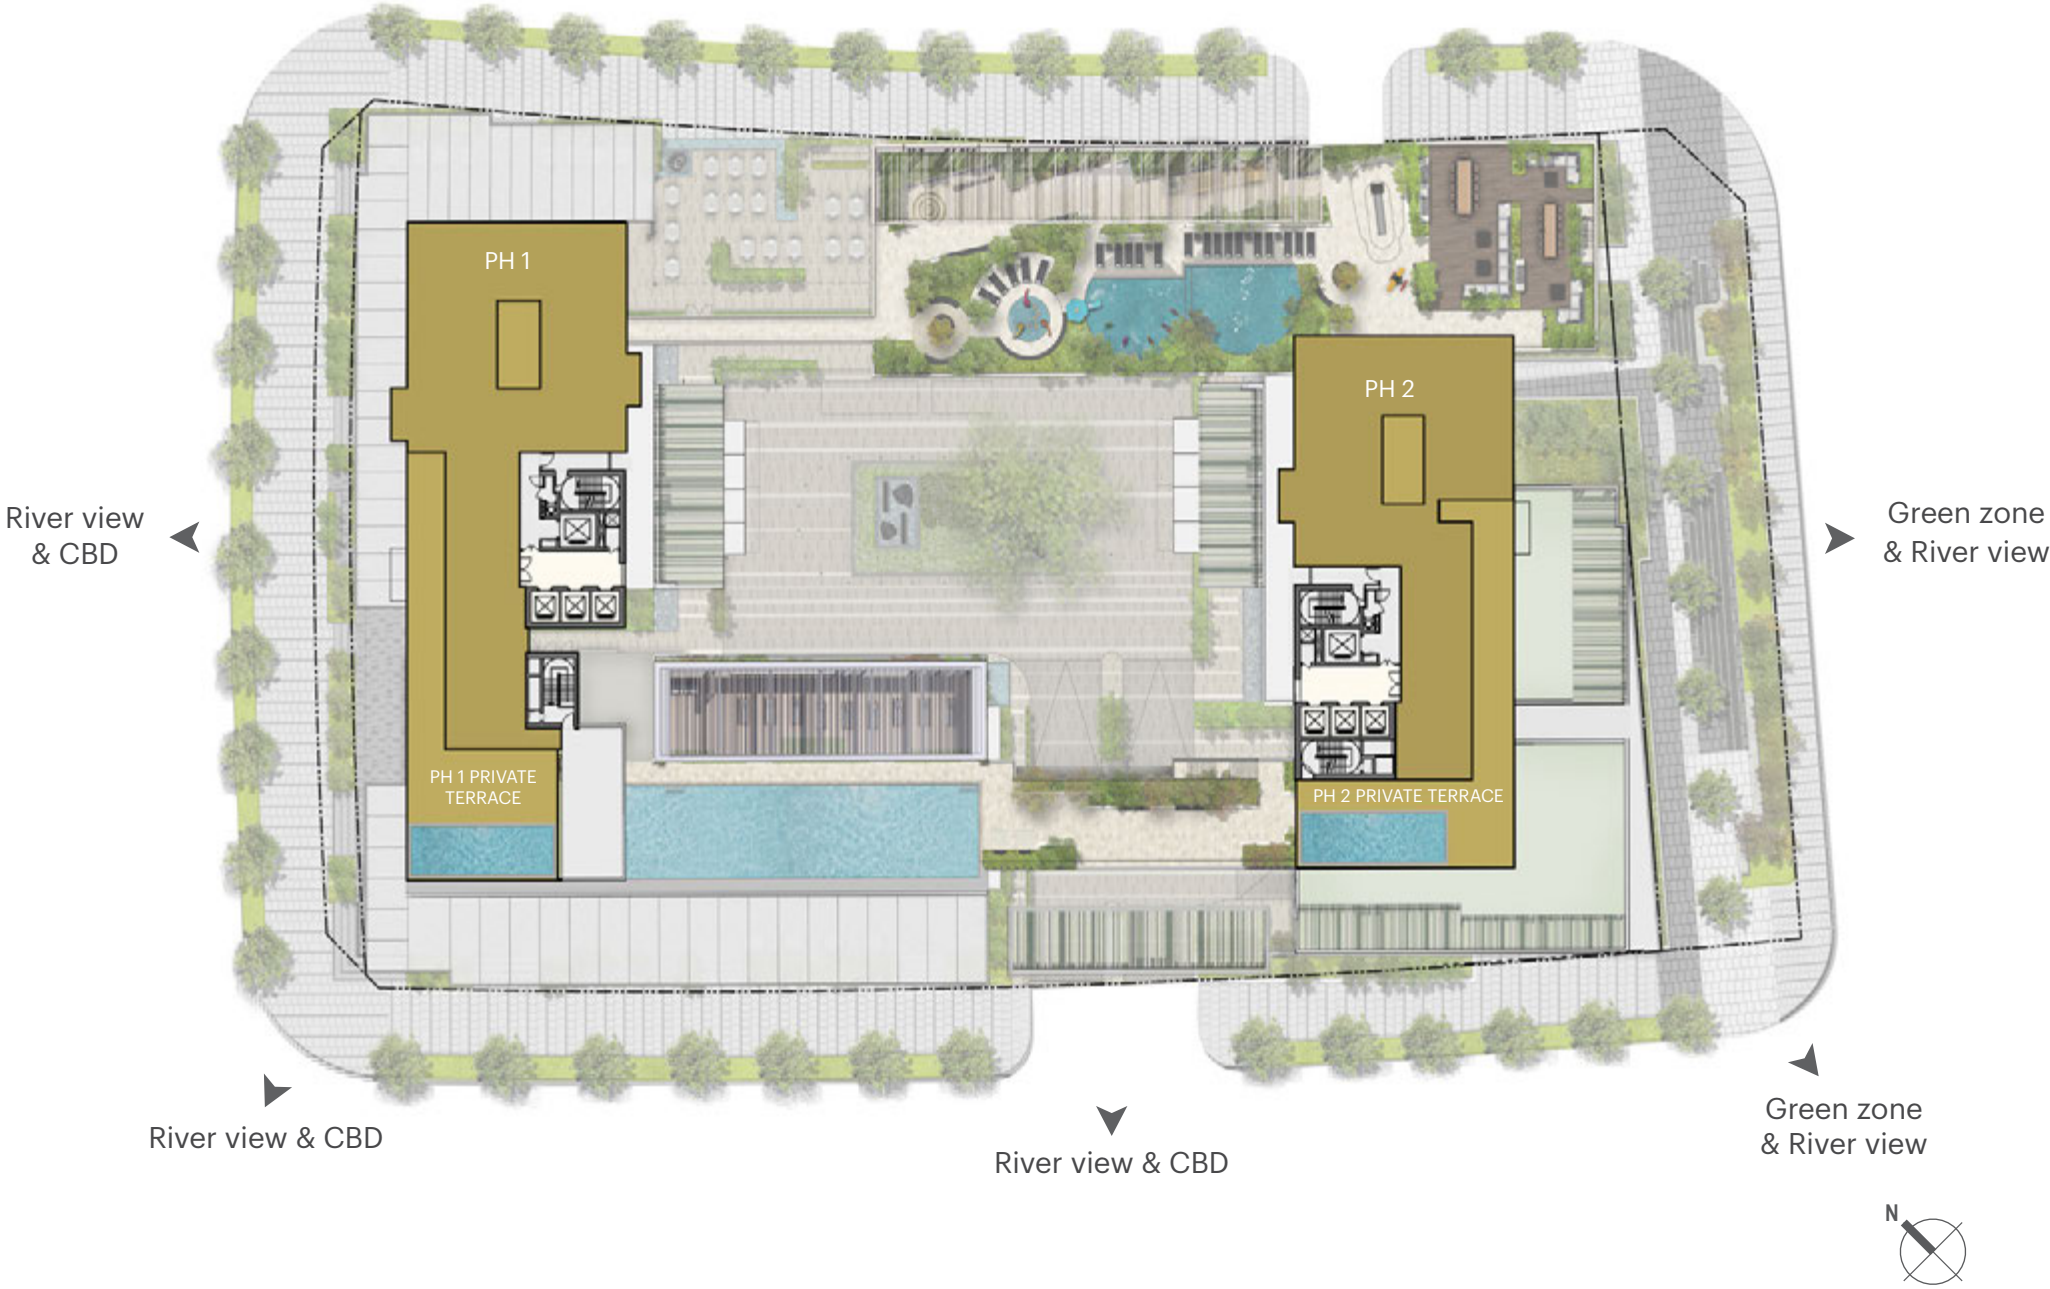 PH 1
PH 2
River view
& CBD
Green zone
& River view
PH 1 PRIVATE
TERRACE
PH 2 PRIVATE TERRACE
River view & CBD
River view & CBD
Green zone
& River view
N